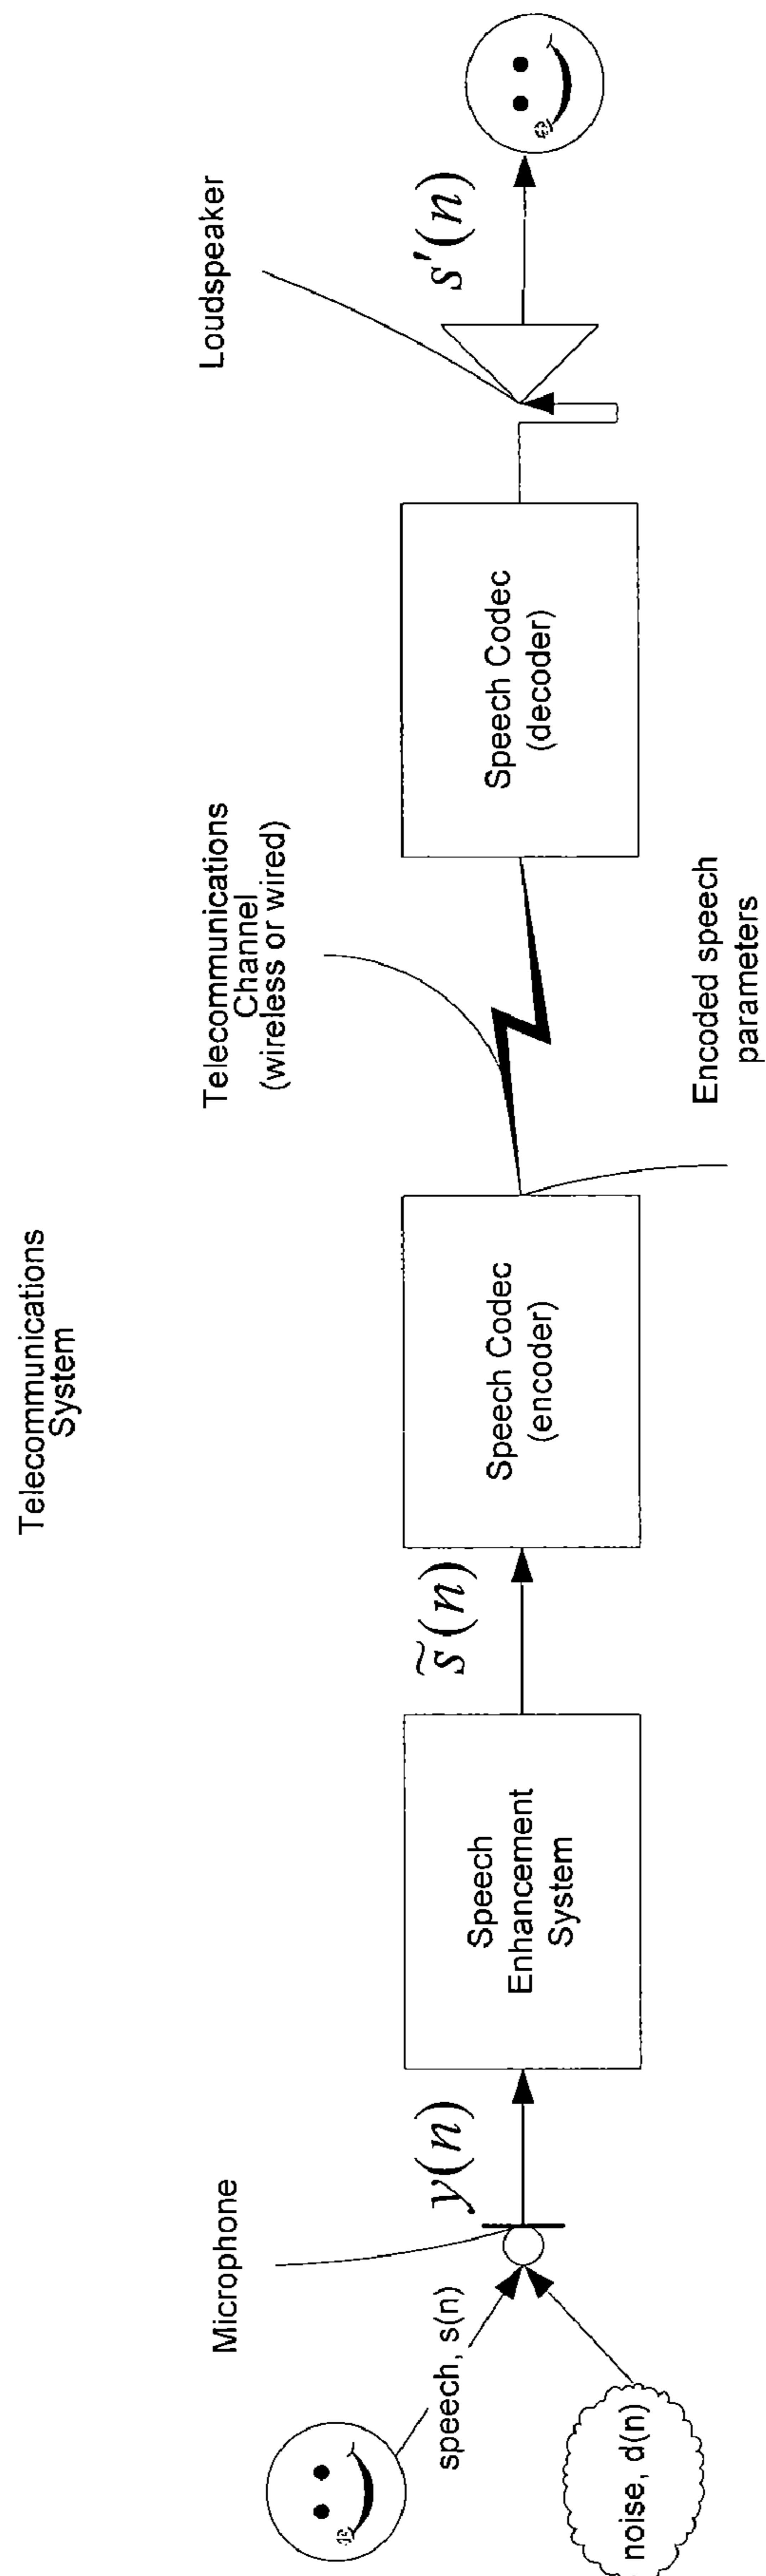 Telecommunications
System
Microphone
speech, s(n)
noise, d(n)
y(n)
Speech
Enhancement
System
s̃(n)
Speech Codec
(encoder)
Telecommunications
Channel
(wireless or wired)
Encoded speech
parameters
Speech Codec
(decoder)
Loudspeaker
s'(n)